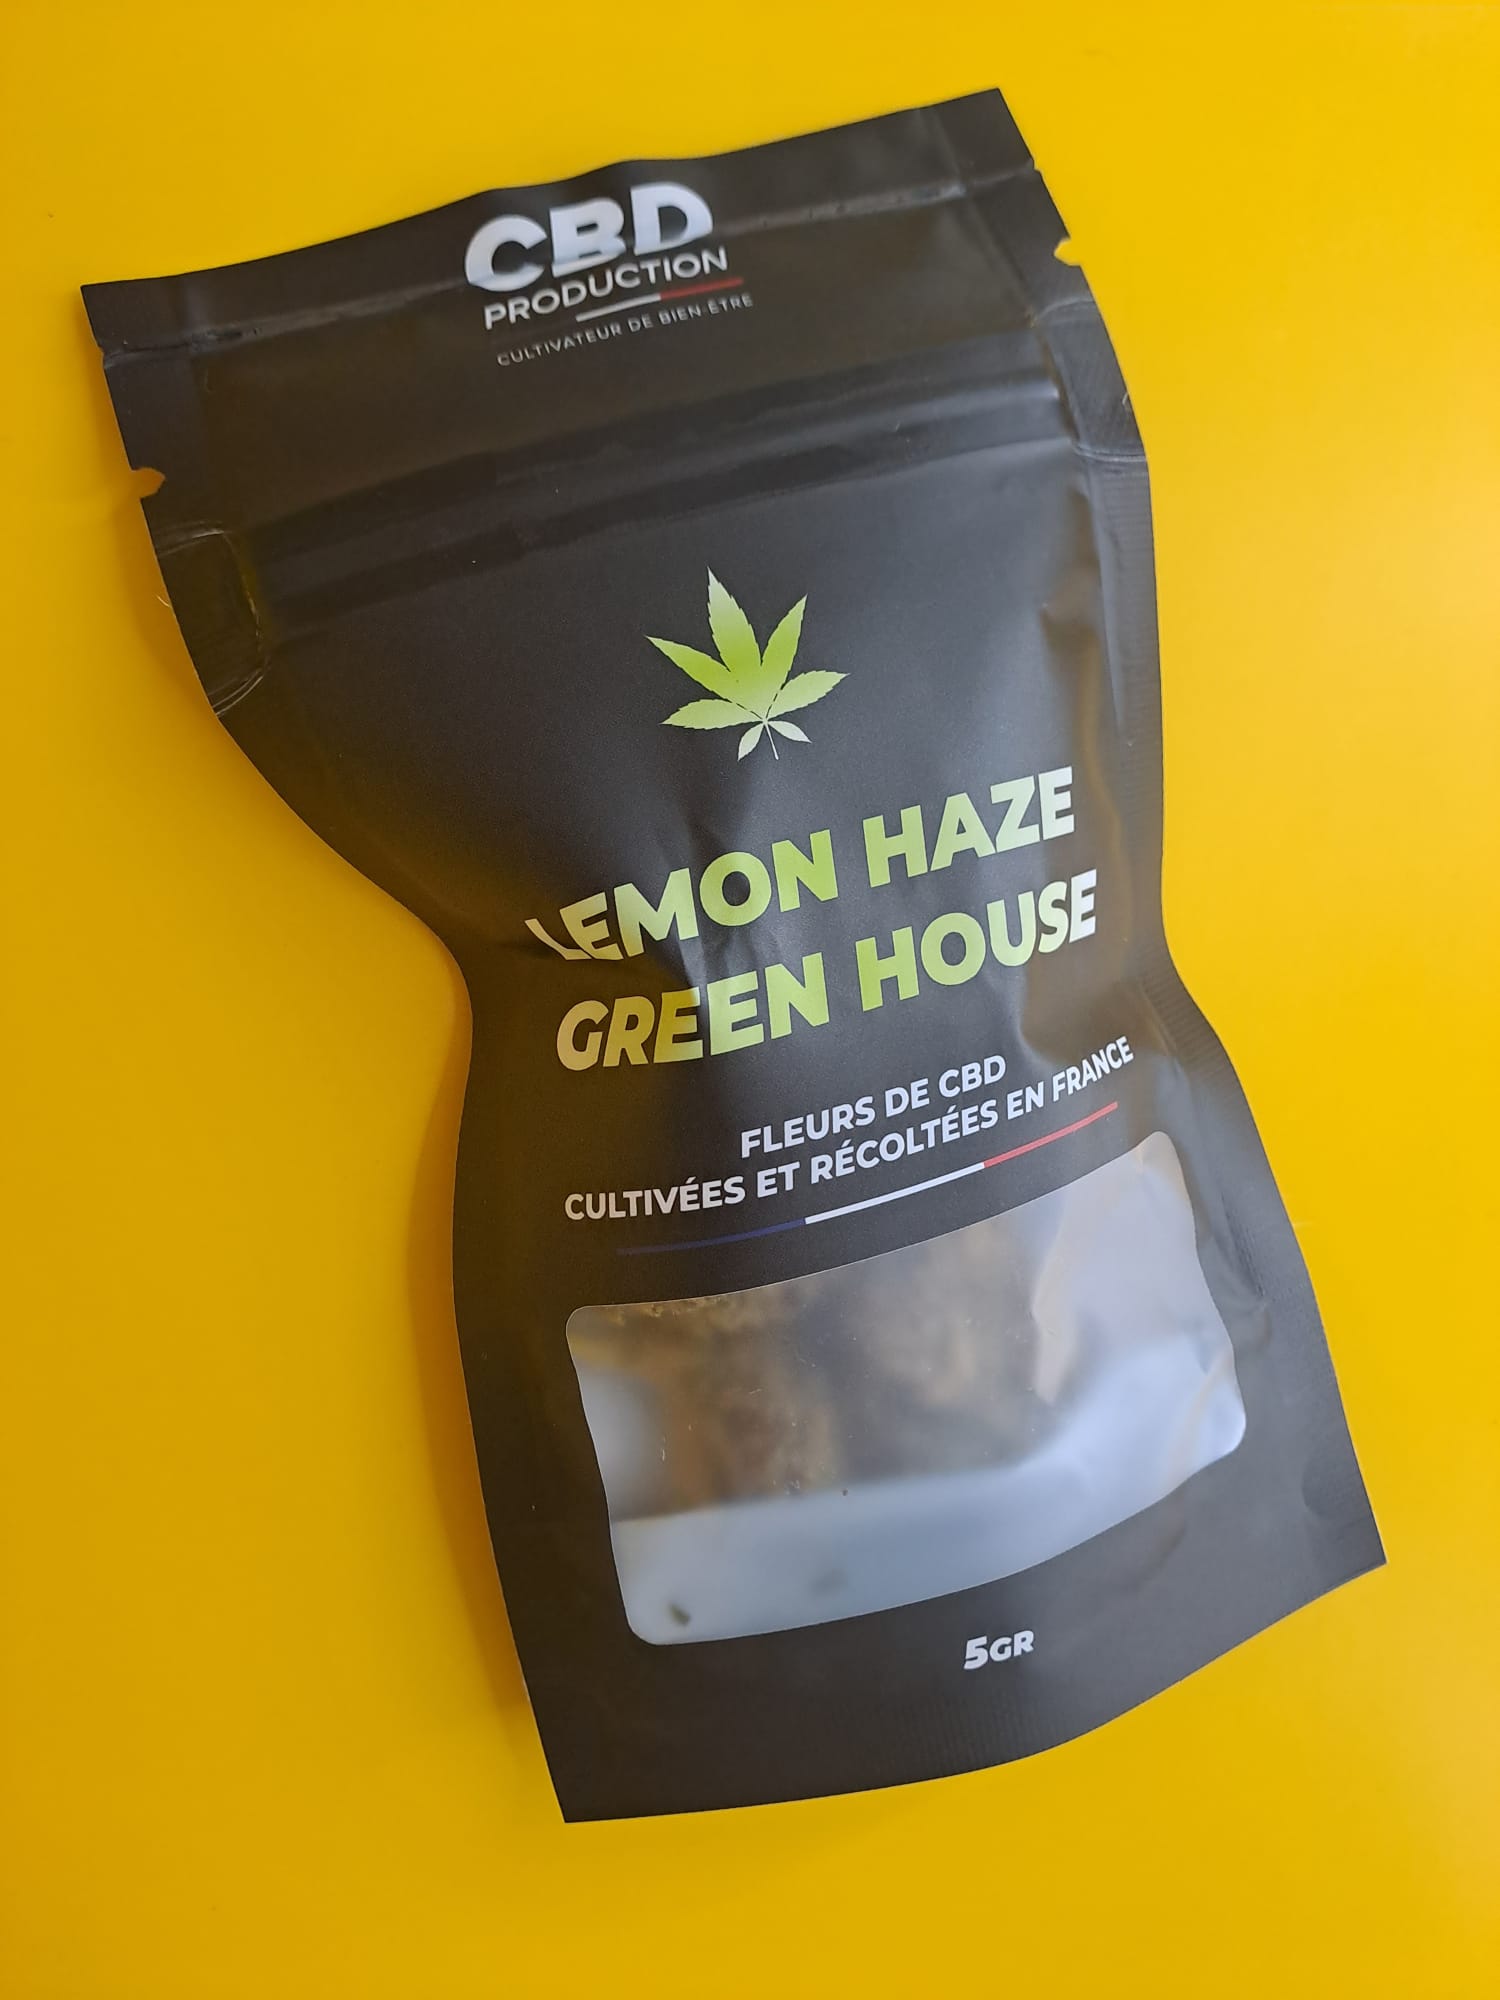 CBD
PRODUCTION
CULTIVATEUR DE BIEN-ÊTRE
LEMON HAZE
GREEN HOUSE
FLEURS DE CBD
CULTIVÉES ET RÉCOLTÉES EN FRANCE
5GR